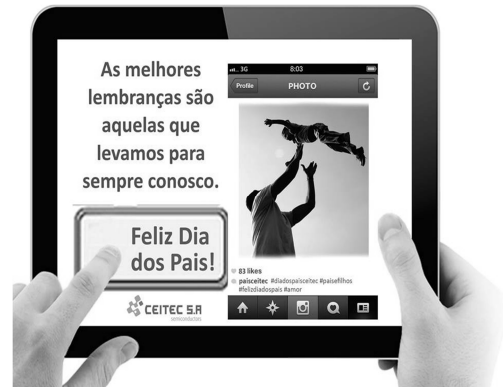 As melhores
lembranças são
aquelas que
levamos para
sempre conosco.
Feliz Dia
dos Pais!
CEITEC S.A
semiconductors
3G 8:03
Profile PHOTO
83 likes
paisceitec #diadospaisceitec #paisefilhos
#felizdiadospais #amor